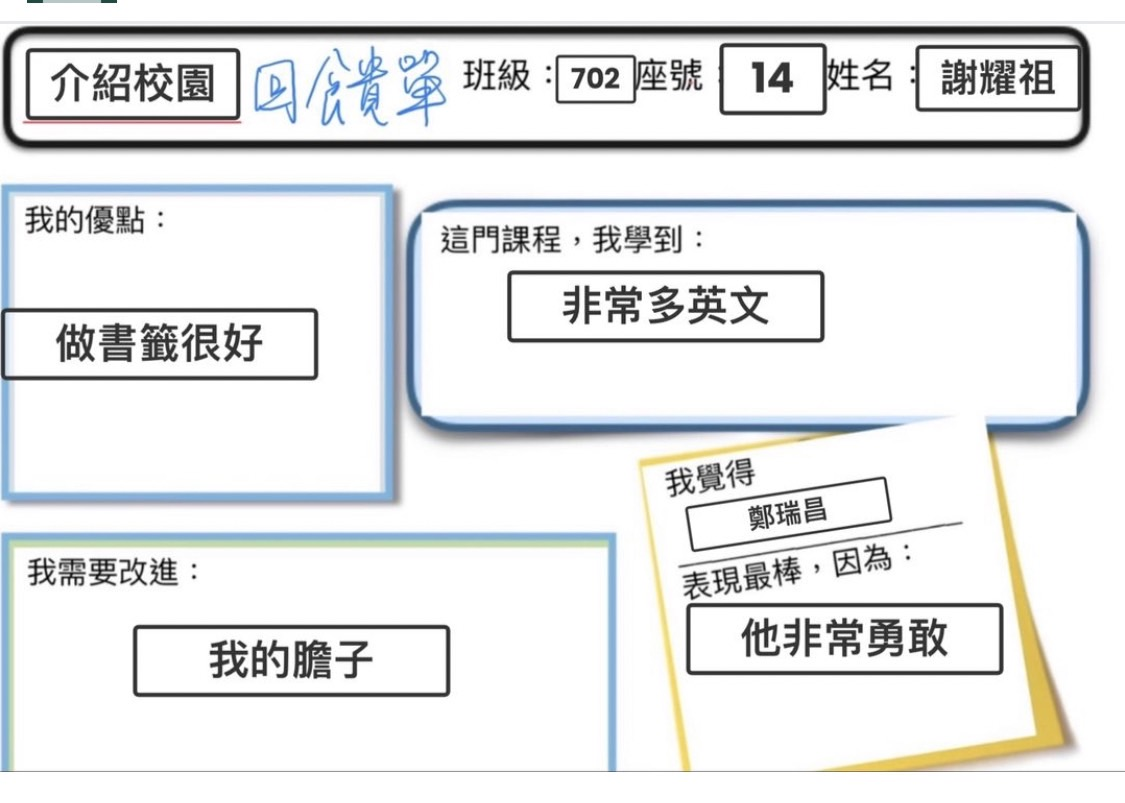 介紹校園 回饋單 班級：702 座號：14 姓名：謝耀祖
我的優點：
做書籤很好
這門課程，我學到：
非常多英文
我需要改進：
我的膽子
我覺得
鄭瑞昌
表現最棒，因為：
他非常勇敢